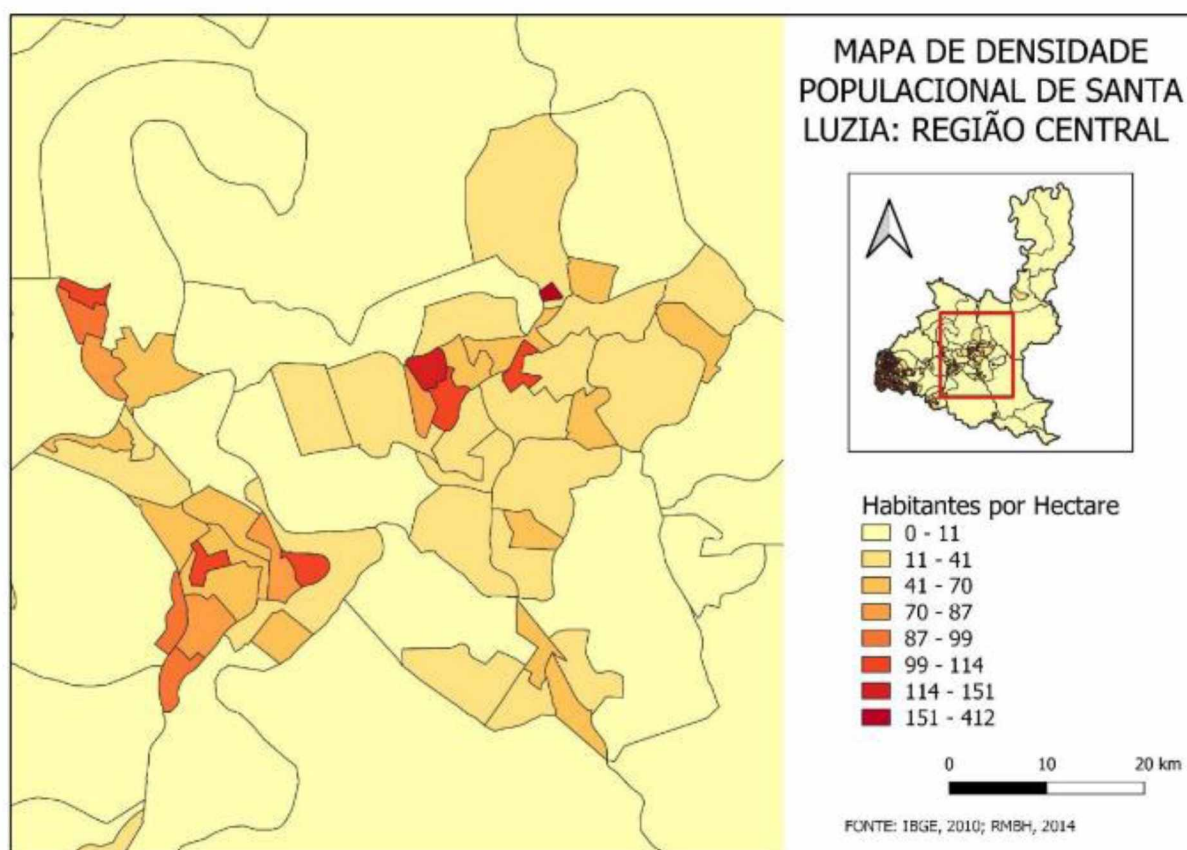 MAPA DE DENSIDADE
POPULACIONAL DE SANTA
LUZIA: REGIÃO CENTRAL
Habitantes por Hectare
0 - 11
11 - 41
41 - 70
70 - 87
87 - 99
99 - 114
114 - 151
151 - 412
0 10 20 km
FONTE: IBGE, 2010; RMBH, 2014